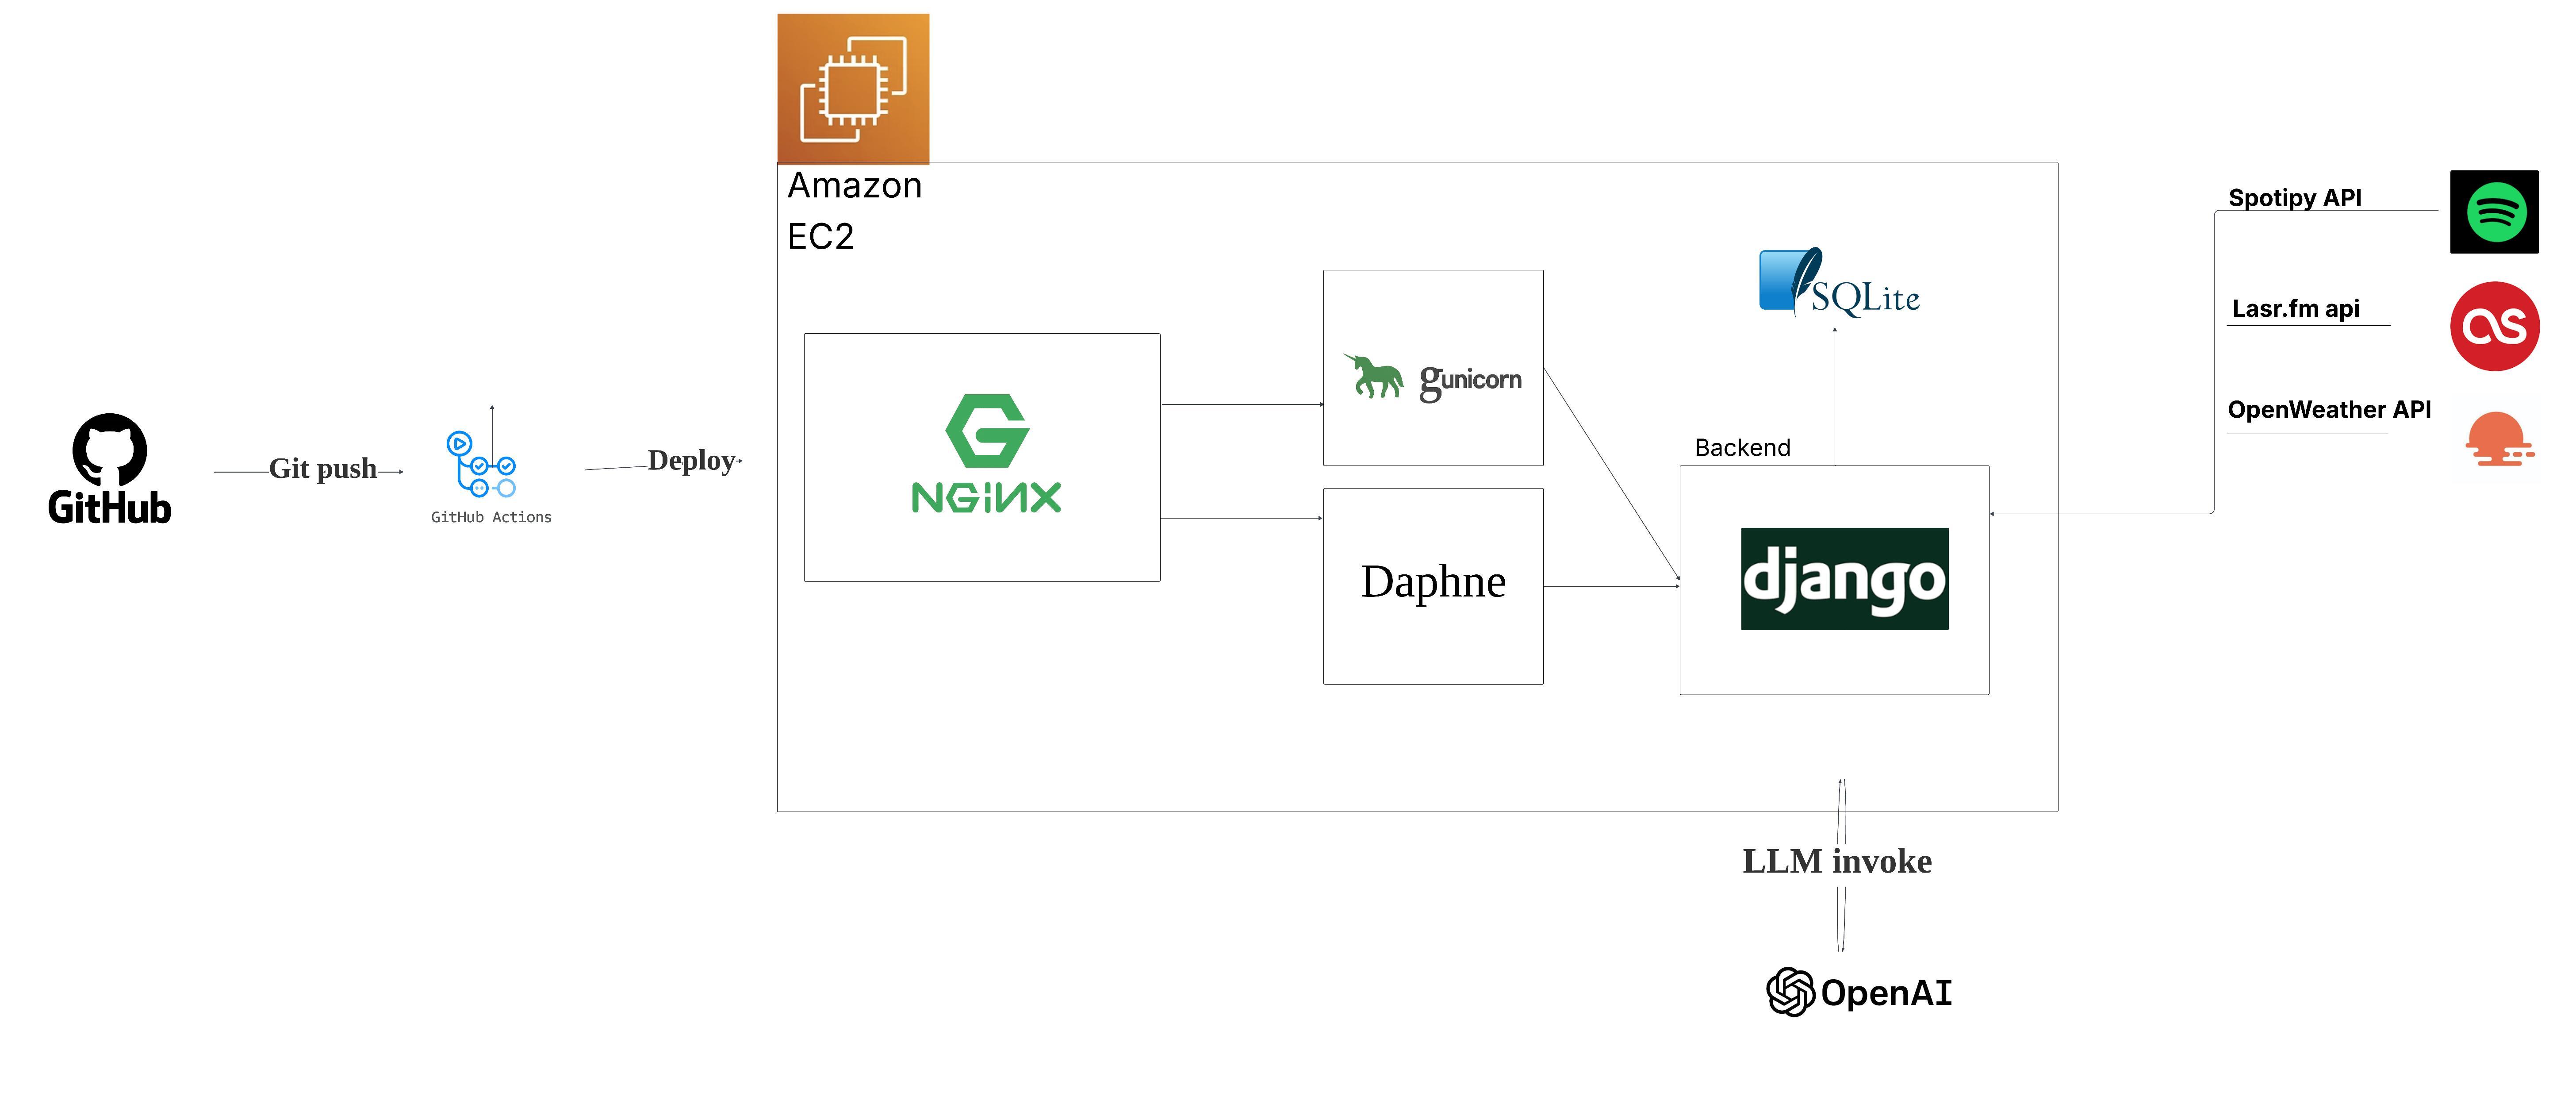 Amazon
EC2
Spotipy API
Lasr.fm api
OpenWeather API
SQLite
gunicorn
Backend
GitHub
Git push
GitHub Actions
Deploy
NGiNX
Daphne
django
LLM invoke
OpenAI